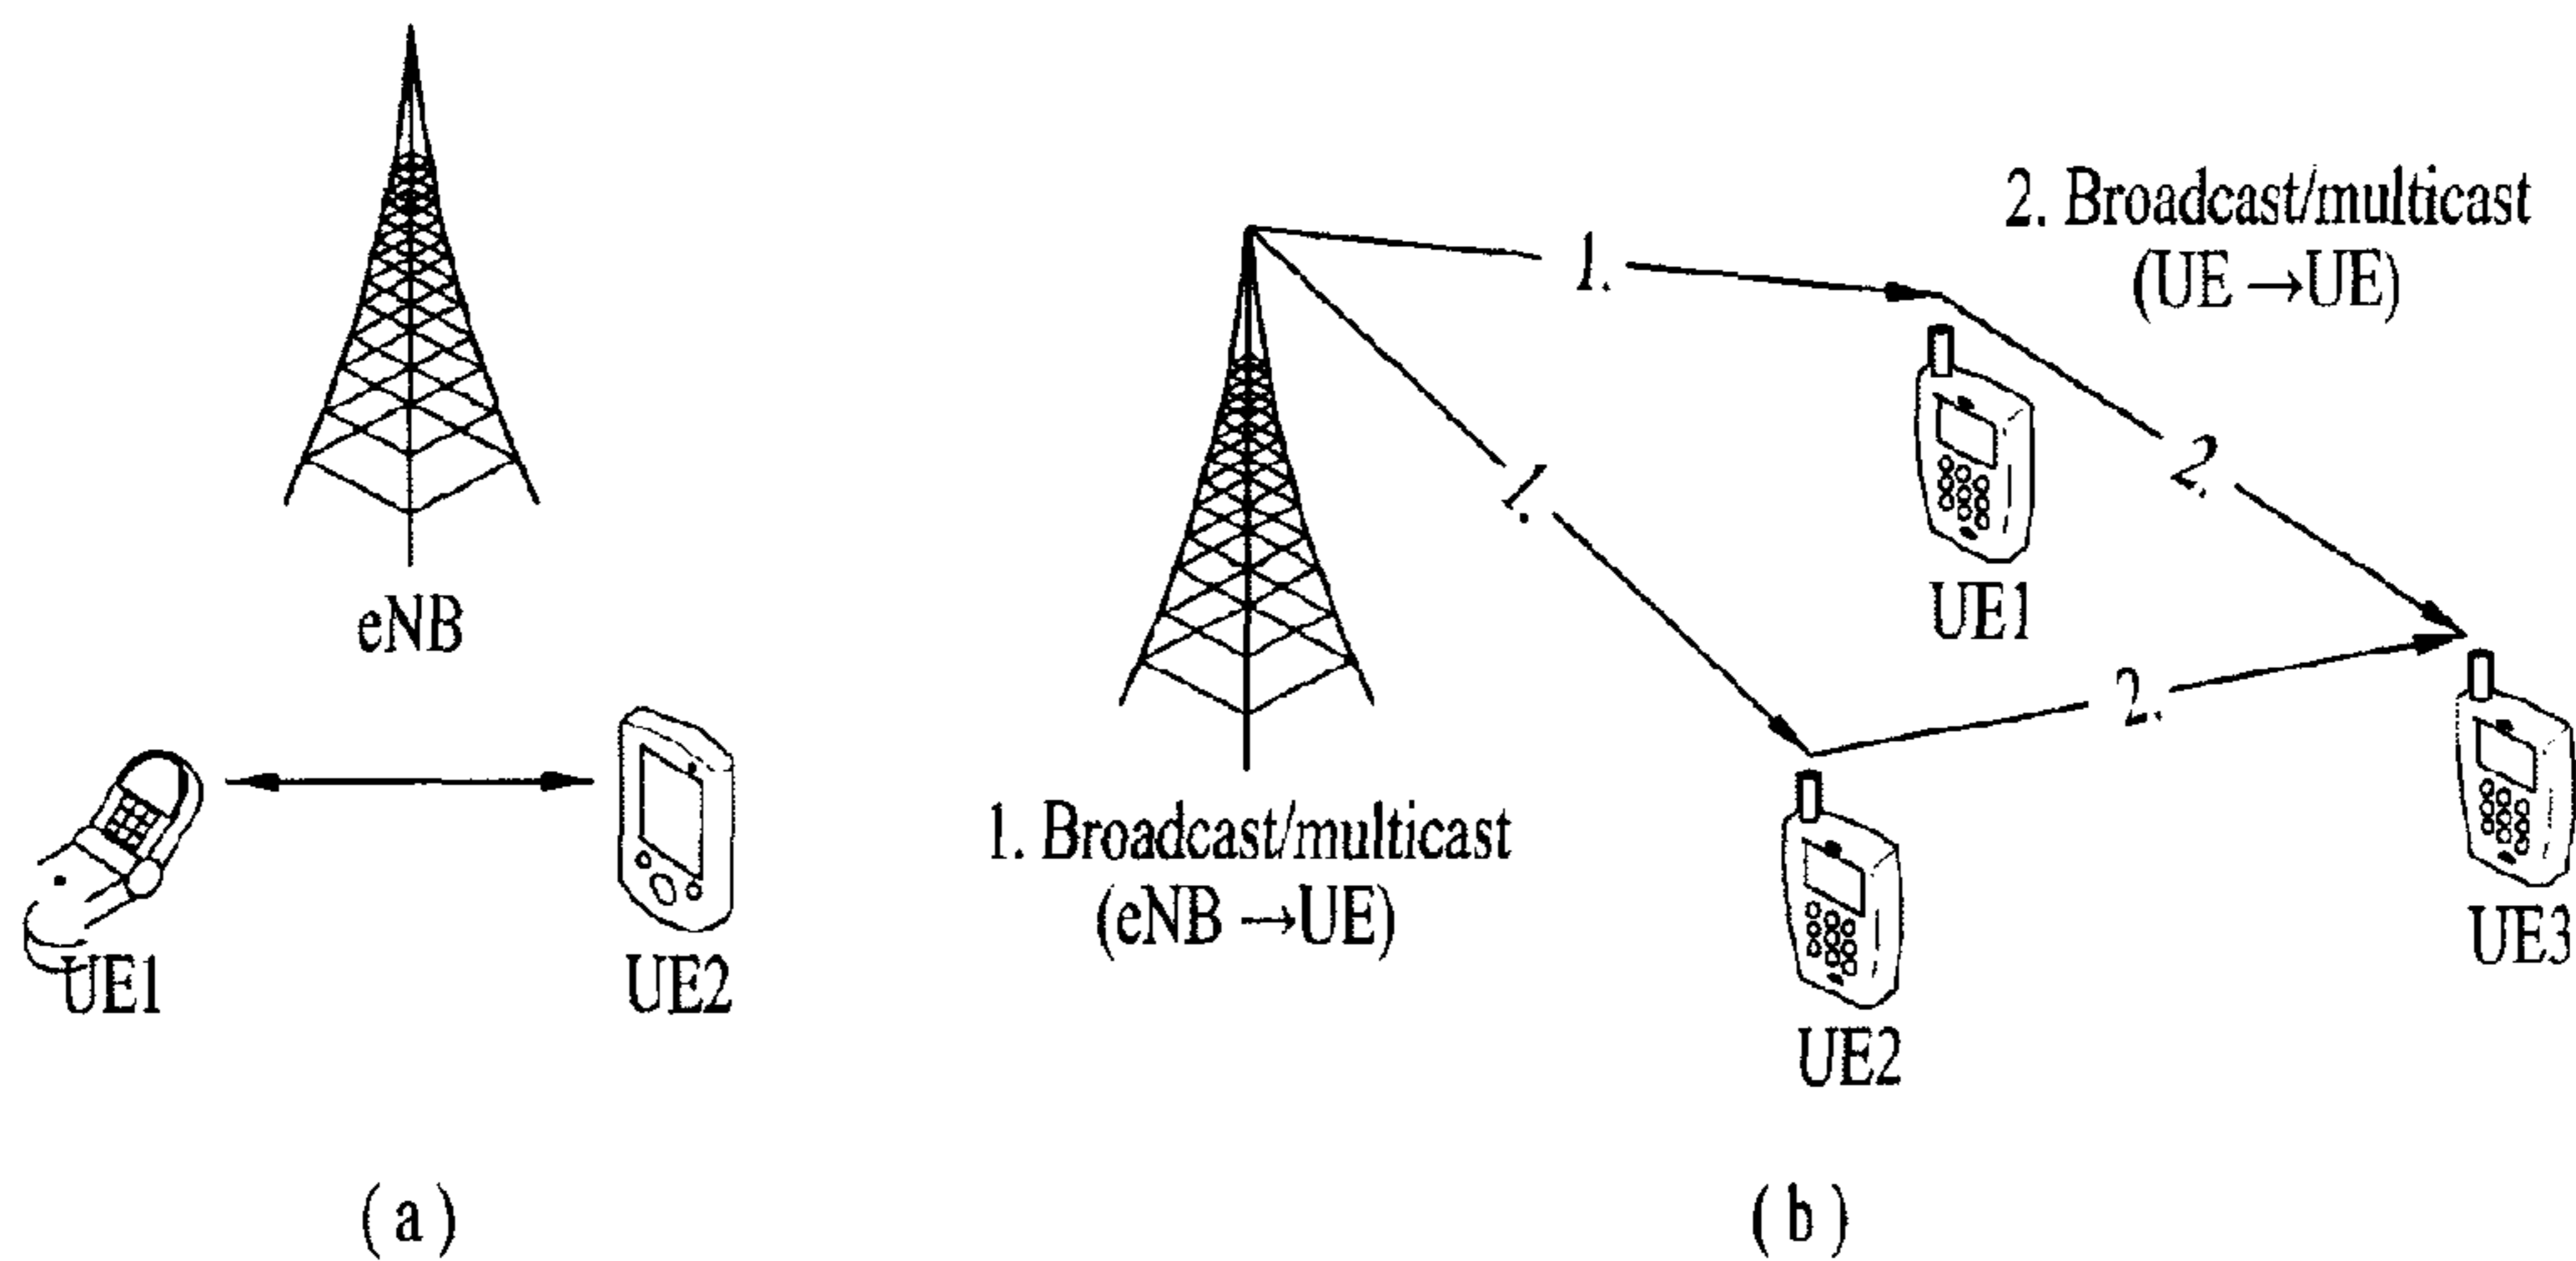 eNB
UE1
UE2
( a )
2. Broadcast/multicast
(UE →UE)
1.
1.
2.
2.
UE1
1. Broadcast/multicast
(eNB →UE)
UE2
UE3
( b )